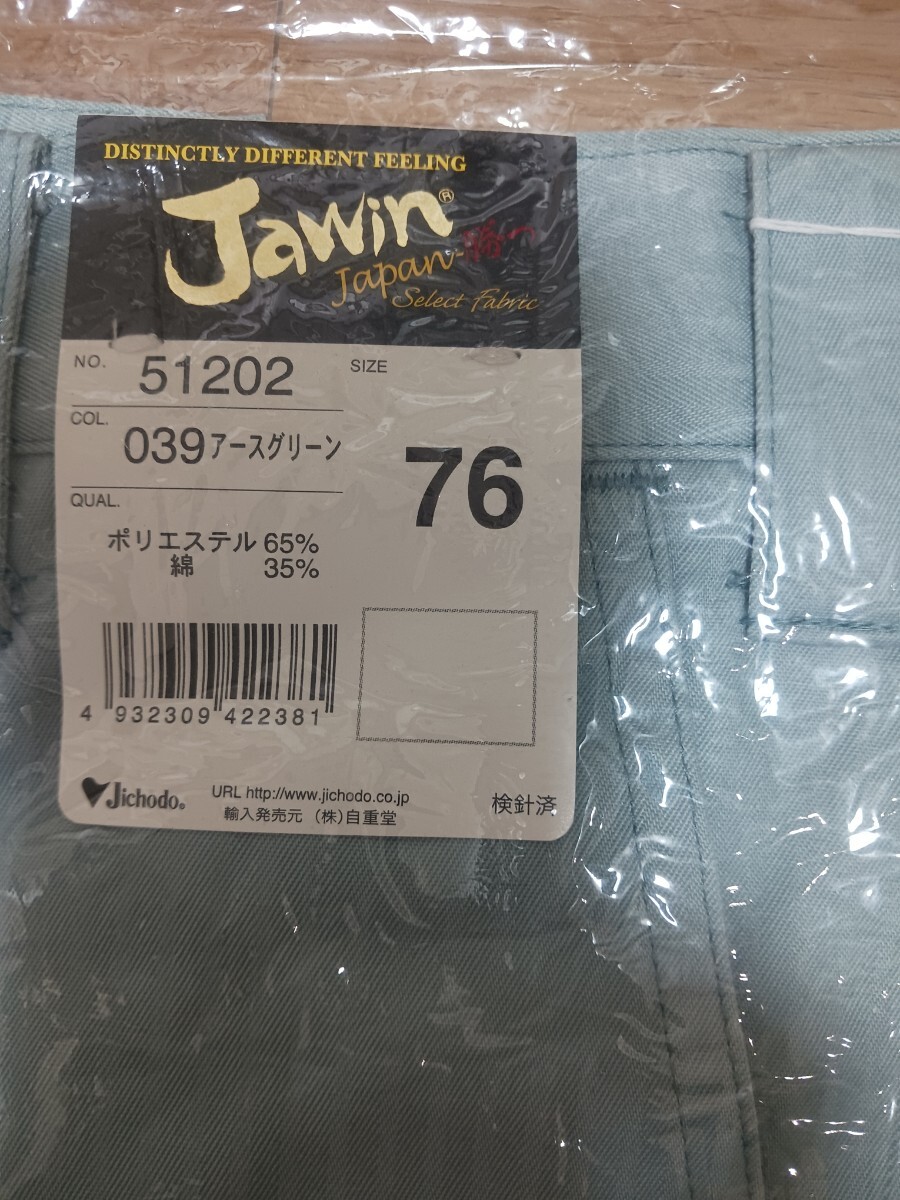 DISTINCTLY DIFFERENT FEELING
Jawin®
Japan-勝つ
Select Fabric
NO. 51202
SIZE
76
COL. 039アースグリーン
QUAL.
ポリエステル 65%
綿 35%
4 932309 422381
Jichodo®
URL http://www.jichodo.co.jp
輸入発売元 (株)自重堂
検針済